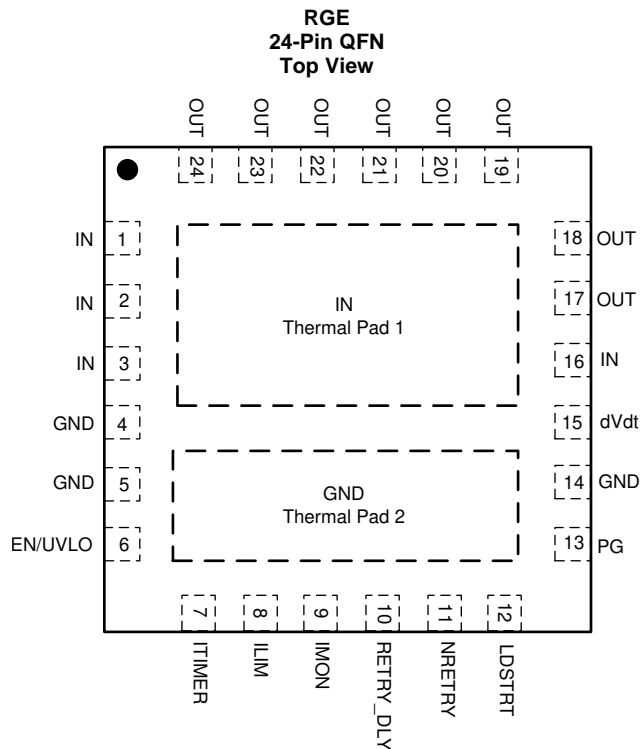 RGE
24-Pin QFN
Top View
OUT OUT OUT OUT OUT OUT
24 23 22 21 20 19
IN 1
IN 2
IN 3
GND 4
GND 5
EN/UVLO 6
IN
Thermal Pad 1
GND
Thermal Pad 2
18 OUT
17 OUT
16 IN
15 dVdt
14 GND
13 PG
7 8 9 10 11 12
ITIMER ILIM IMON RETRY_DLY NRETRY LDSTRT